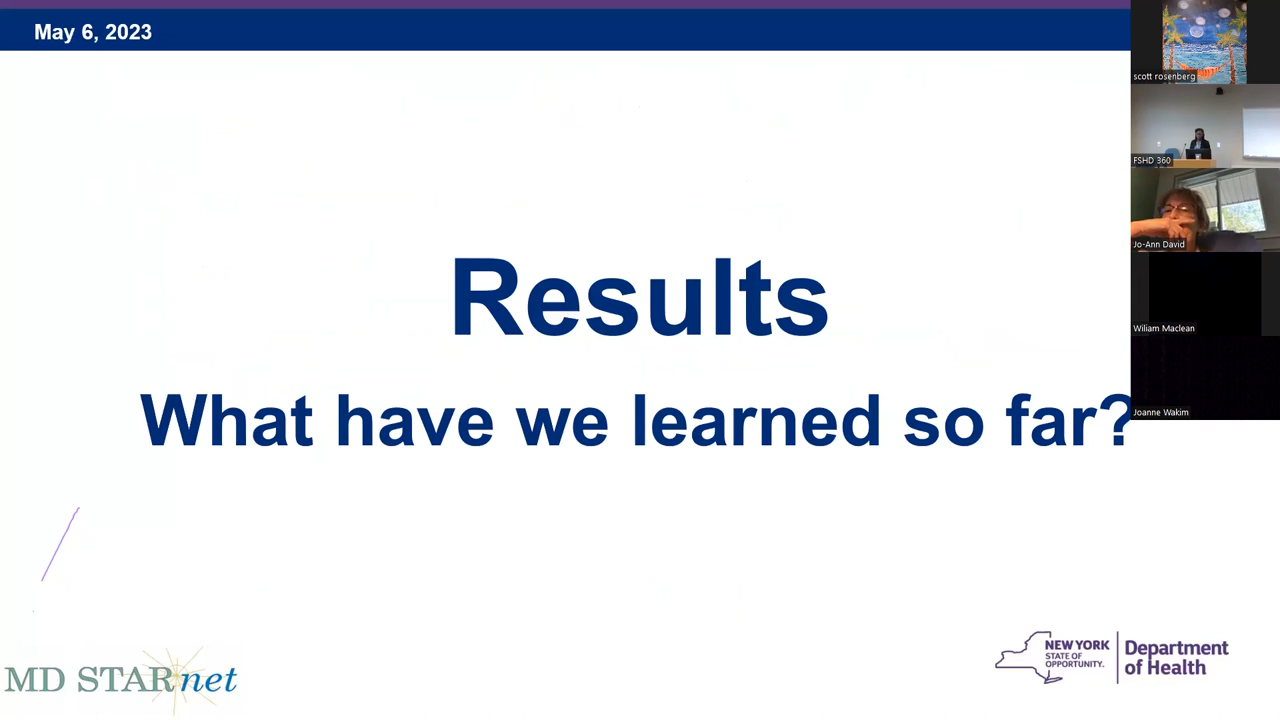 May 6, 2023
Results
What have we learned so far?
scott rosenberg
FSHD 360
Jo-Ann David
Wiliam Maclean
Joanne Wakim
MD STARnet
NEW YORK
STATE OF
OPPORTUNITY.
Department
of Health